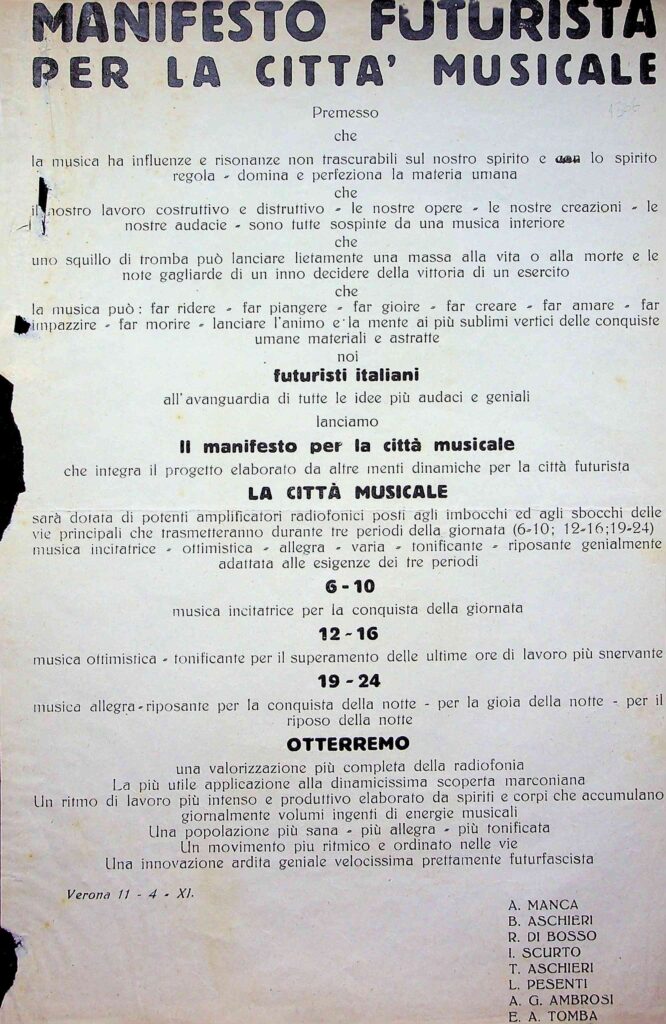 MANIFESTO FUTURISTA
PER LA CITTA' MUSICALE
Premesso
che
la musica ha influenze e risonanze non trascurabili sul nostro spirito e lo spirito
regola - domina e perfeziona la materia umana
che
il nostro lavoro costruttivo e distruttivo - le nostre opere - le nostre creazioni - le
nostre audacie - sono tutte sospinte da una musica interiore
che
uno squillo di tromba può lanciare lietamente una massa alla vita o alla morte e le
note gagliarde di un inno decidere della vittoria di un esercito
che
la musica può : far ridere - far piangere - far gioire - far creare - far amare - far
impazzire - far morire - lanciare l'animo e la mente ai più sublimi vertici delle conquiste
umane materiali e astratte
noi
futuristi italiani
all'avanguardia di tutte le idee più audaci e geniali
lanciamo
Il manifesto per la città musicale
che integra il progetto elaborato da altre menti dinamiche per la città futurista
LA CITTÀ MUSICALE
sarà dotata di potenti amplificatori radiofonici posti agli imbocchi ed agli sbocchi delle
vie principali che trasmetteranno durante tre periodi della giornata (6-10; 12-16;19-24)
musica incitatrice - ottimistica - allegra - varia - tonificante - riposante genialmente
adattata alle esigenze dei tre periodi
6 - 10
musica incitatrice per la conquista della giornata
12 - 16
musica ottimistica - tonificante per il superamento delle ultime ore di lavoro più snervante
19 - 24
musica allegra-riposante per la conquista della notte - per la gioia della notte - per il
riposo della notte
OTTERREMO
una valorizzazione più completa della radiofonia
La più utile applicazione alla dinamicissima scoperta marconiana
Un ritmo di lavoro più intenso e produttivo elaborato da spiriti e corpi che accumulano
giornalmente volumi ingenti di energie musicali
Una popolazione più sana - più allegra - più tonificata
Un movimento piu ritmico e ordinato nelle vie
Una innovazione ardita geniale velocissima prettamente futurfascista
Verona 11 - 4 - XI.
A. MANCA
B. ASCHIERI
R. DI BOSSO
I. SCURTO
T. ASCHIERI
L. PESENTI
A. G. AMBROSI
E. A. TOMBA